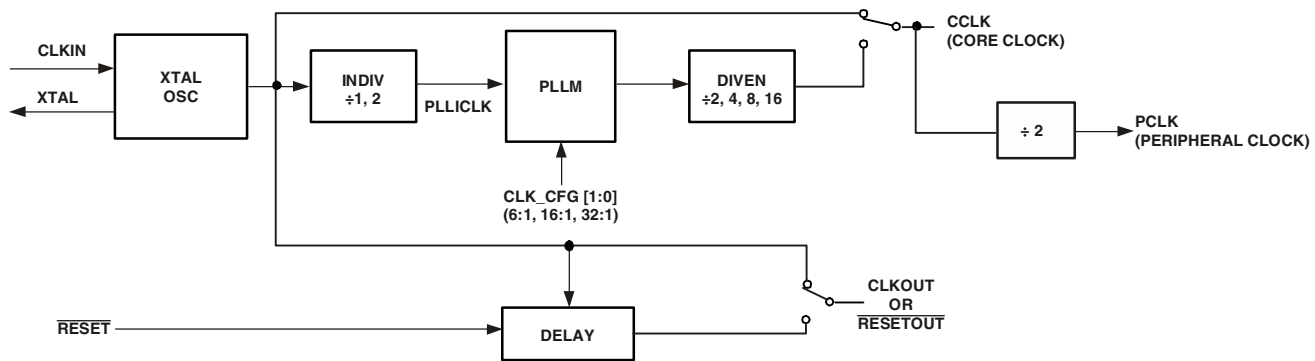 CLKIN
XTAL
XTAL
OSC
INDIV
÷1, 2
PLLICLK
PLLM
CLK_CFG [1:0]
(6:1, 16:1, 32:1)
DIVEN
÷2, 4, 8, 16
CCLK
(CORE CLOCK)
÷ 2
PCLK
(PERIPHERAL CLOCK)
RESET
DELAY
CLKOUT
OR
RESETOUT